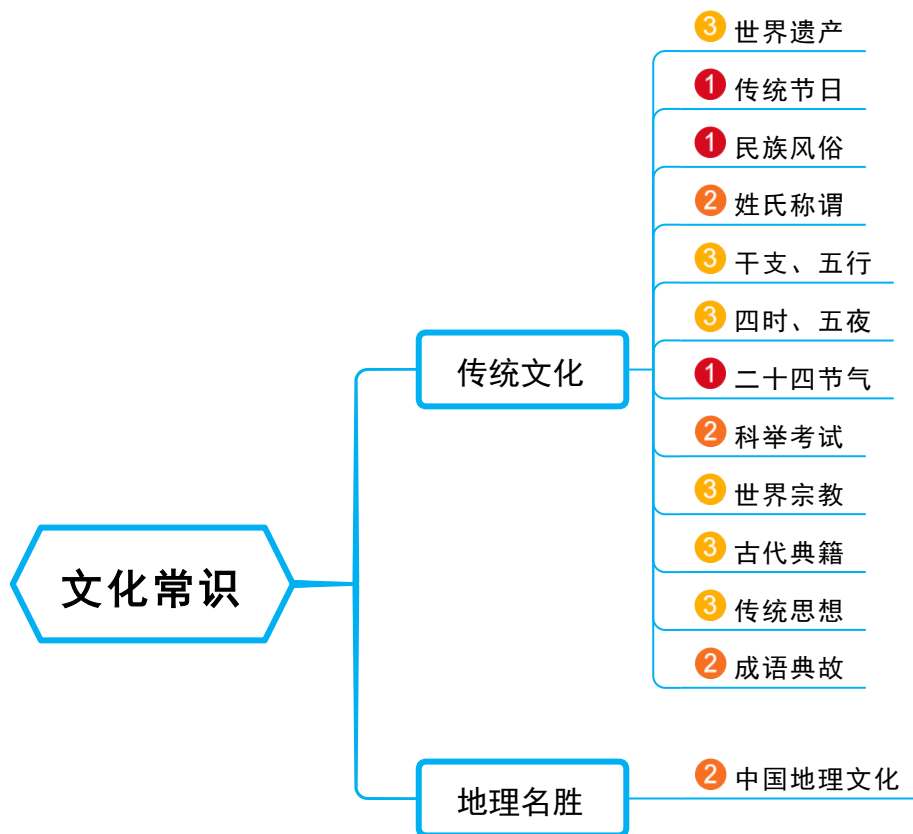 文化常识
传统文化
③ 世界遗产
① 传统节日
① 民族风俗
② 姓氏称谓
③ 干支、五行
③ 四时、五夜
① 二十四节气
② 科举考试
③ 世界宗教
③ 古代典籍
③ 传统思想
② 成语典故
地理名胜
② 中国地理文化